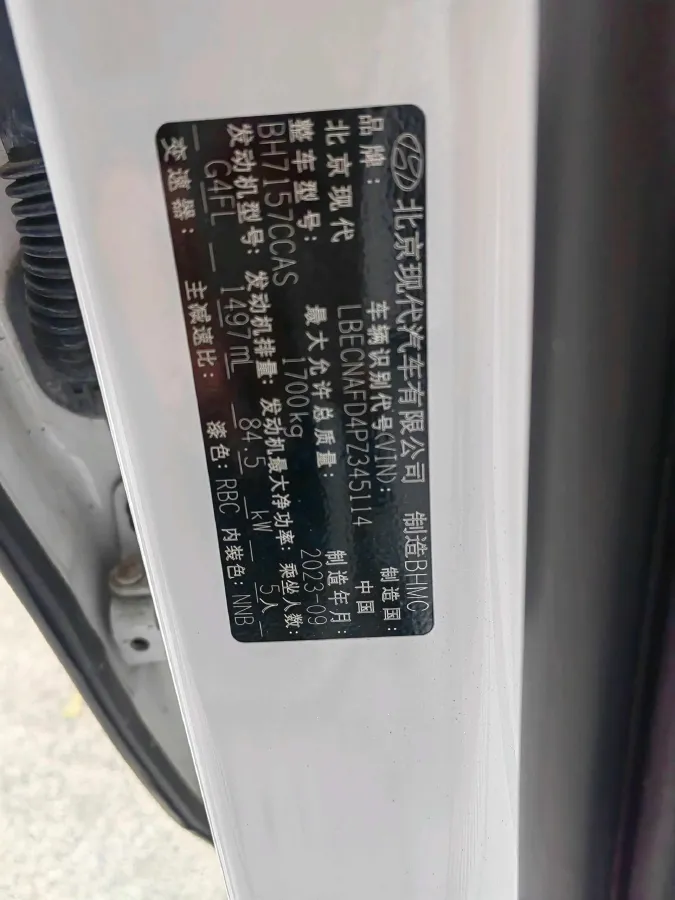 北京现代汽车有限公司 制造BHMC
品牌: 车辆识别代号(VIN): 制造国:
北京现代 LBECNAFD4PZ345114 中国
整车型号: 最大允许总质量: 制造年月:
BH7157CCAS 1700kg 2023-09
发动机型号: 发动机排量: 发动机最大净功率: 乘坐人数:
G4FL 1497mL 84.5 kW 5人
变速器: 主减速比: 漆色: RBC 内装色: NNB